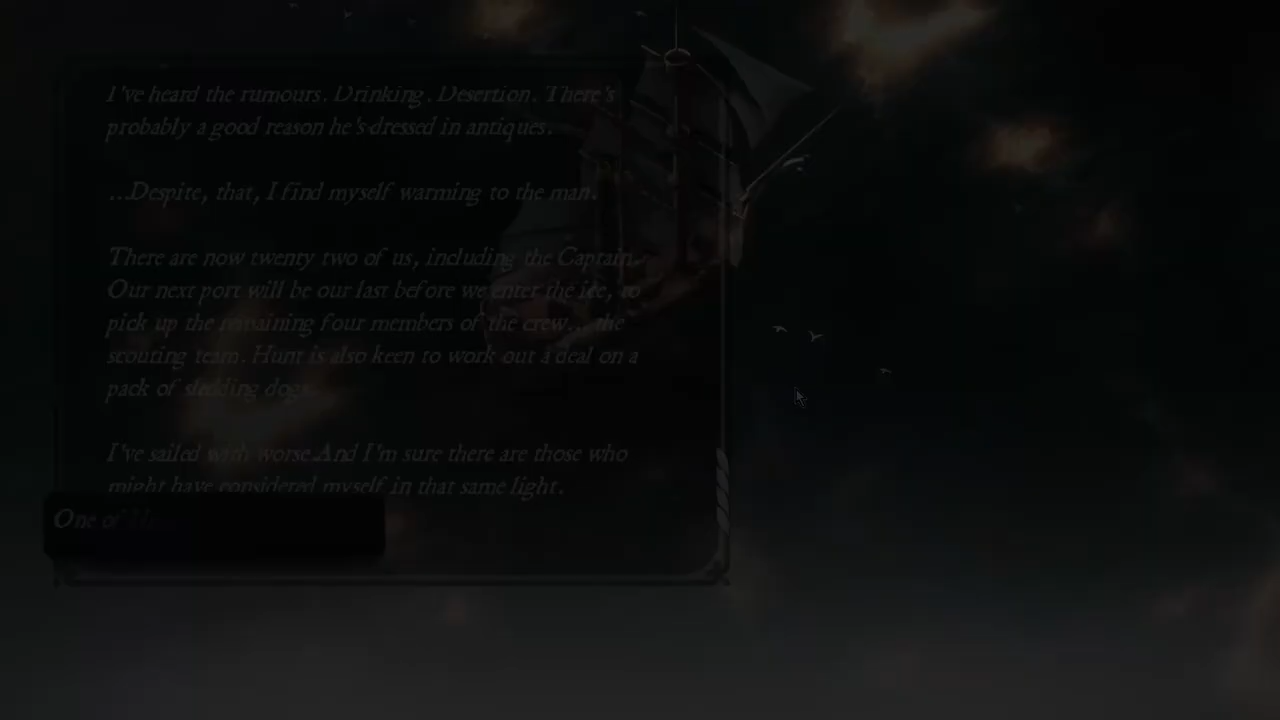 I've heard the rumours. Drinking. Desertion. There's
probably a good reason he's dressed in antiques.
...Despite, that, I find myself warming to the man.
There are now twenty two of us, including the Captain.
Our next port will be our last before we enter the ice, to
pick up the remaining four members of the crew... the
scouting team. Hunt is also keen to work out a deal on a
pack of sledding dogs.
I've sailed with worse.And I'm sure there are those who
might have considered myself in that same light.
One of